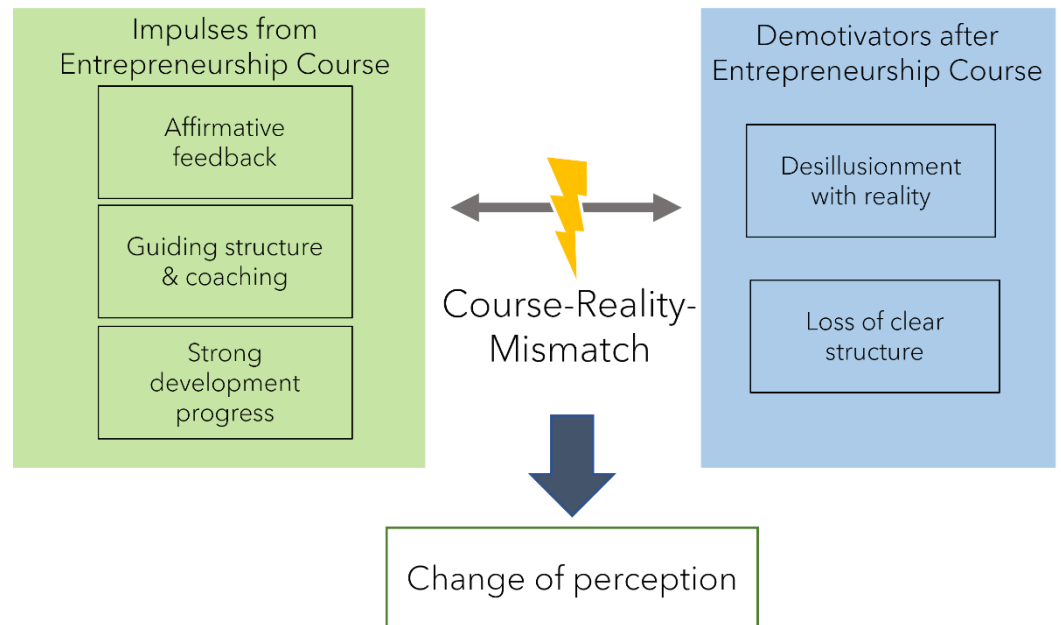 Impulses from
Entrepreneurship Course
Affirmative
feedback
Guiding structure
& coaching
Strong
development
progress
Course-Reality-
Mismatch
Demotivators after
Entrepreneurship Course
Desillusionment
with reality
Loss of clear
structure
Change of perception